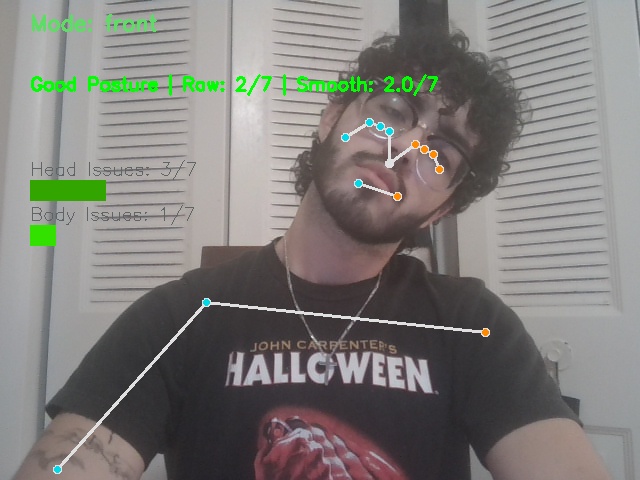 Mode: front
Good Posture | Raw: 2/7 | Smooth: 2.0/7
Head Issues: 3/7
Body Issues: 1/7
JOHN CARPENTER'S
HALLOWEEN